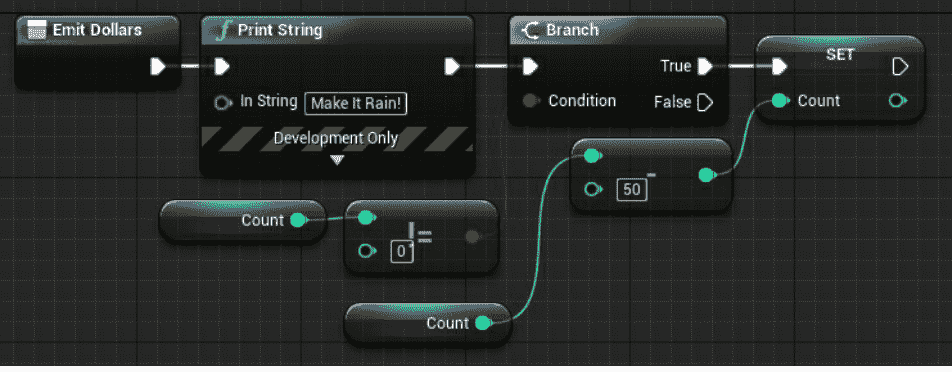 Emit Dollars
Print String
In String Make It Rain!
Development Only
Branch
True
Condition False
SET
Count
50 -
Count
!=
0
Count